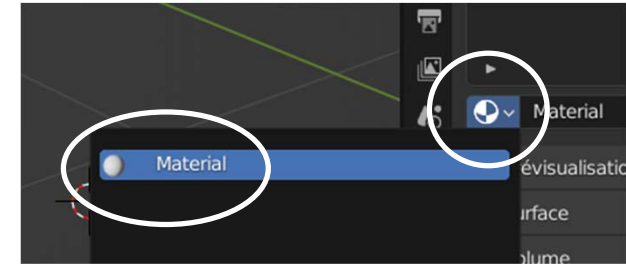 Material
Material
évisualisatio
urface
olume